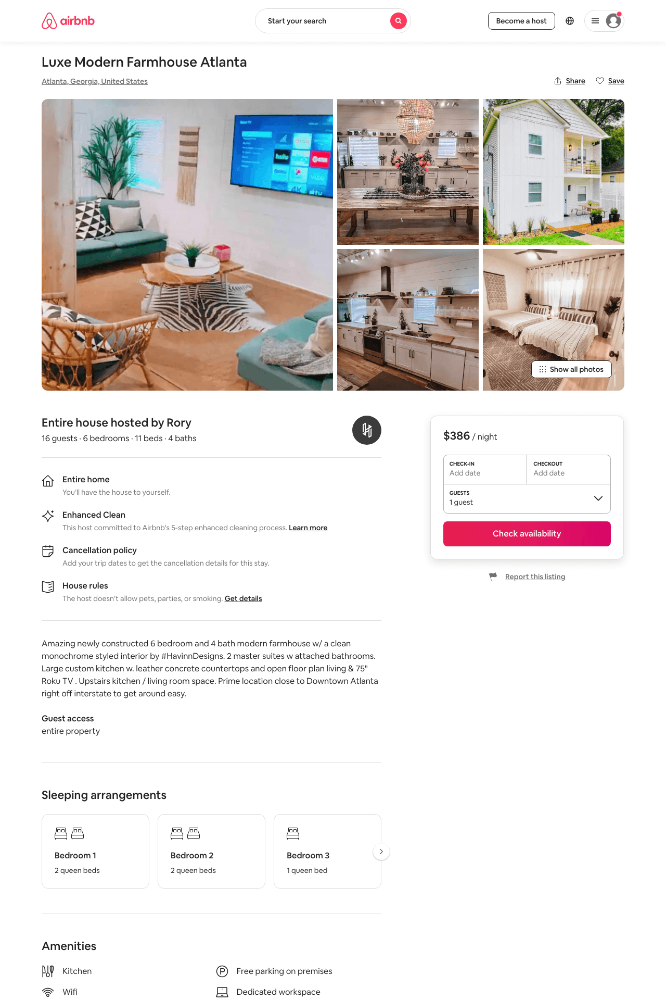 airbnb
Start your search
Become a host
Luxe Modern Farmhouse Atlanta
Atlanta, Georgia, United States
Share
Save
hulu
sling
VUDU
4K
Show all photos
Entire house hosted by Rory
16 guests · 6 bedrooms · 11 beds · 4 baths
$386 / night
CHECK-IN
Add date
CHECKOUT
Add date
GUESTS
1 guest
Check availability
Report this listing
Entire home
You'll have the house to yourself.
Enhanced Clean
This host committed to Airbnb's 5-step enhanced cleaning process. Learn more
Cancellation policy
Add your trip dates to get the cancellation details for this stay.
House rules
The host doesn't allow pets, parties, or smoking. Get details
Amazing newly constructed 6 bedroom and 4 bath modern farmhouse w/ a clean
monochrome styled interior by #HavinnDesigns. 2 master suites w attached bathrooms.
Large custom kitchen w. leather concrete countertops and open floor plan living & 75"
Roku TV . Upstairs kitchen / living room space. Prime location close to Downtown Atlanta
right off interstate to get around easy.
Guest access
entire property
Sleeping arrangements
Bedroom 1
2 queen beds
Bedroom 2
2 queen beds
Bedroom 3
1 queen bed
Amenities
Kitchen
Free parking on premises
Wifi
Dedicated workspace